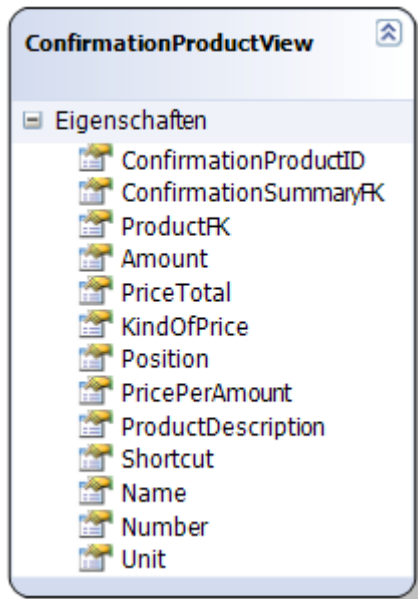 ConfirmationProductView
Eigenschaften
ConfirmationProductID
ConfirmationSummaryFK
ProductFK
Amount
PriceTotal
KindOfPrice
Position
PricePerAmount
ProductDescription
Shortcut
Name
Number
Unit